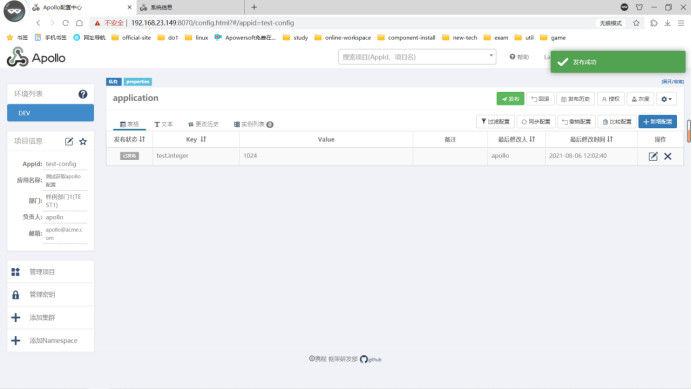 Apollo配置中心
系统信息
不安全 | 192.168.23.149:8070/config.html?#/appid=test-config
无痕模式
书签
手机书签
网址导航
official-site
do1
linux
Apowersoft免费在...
study
online-workspace
component-install
new-tech
exam
util
game
Apollo
搜索项目(AppId、项目名)
帮助
发布成功
环境列表
DEV
项目信息
AppId: test-config
应用名称: 测试获取apollo配置
部门: 样例部门1(TEST1)
负责人: apollo
邮箱: apollo@acme.com
管理项目
管理密钥
添加集群
添加Namespace
私有
properties
application
发布
回滚
发布历史
授权
灰度
表格
文本
更改历史
实例列表 0
过滤配置
同步配置
撤销配置
比较配置
新增配置
发布状态
Key
Value
备注
最后修改人
最后修改时间
操作
已发布
test.integer
1024
apollo
2021-08-06 12:02:40
携程 框架研发部 github